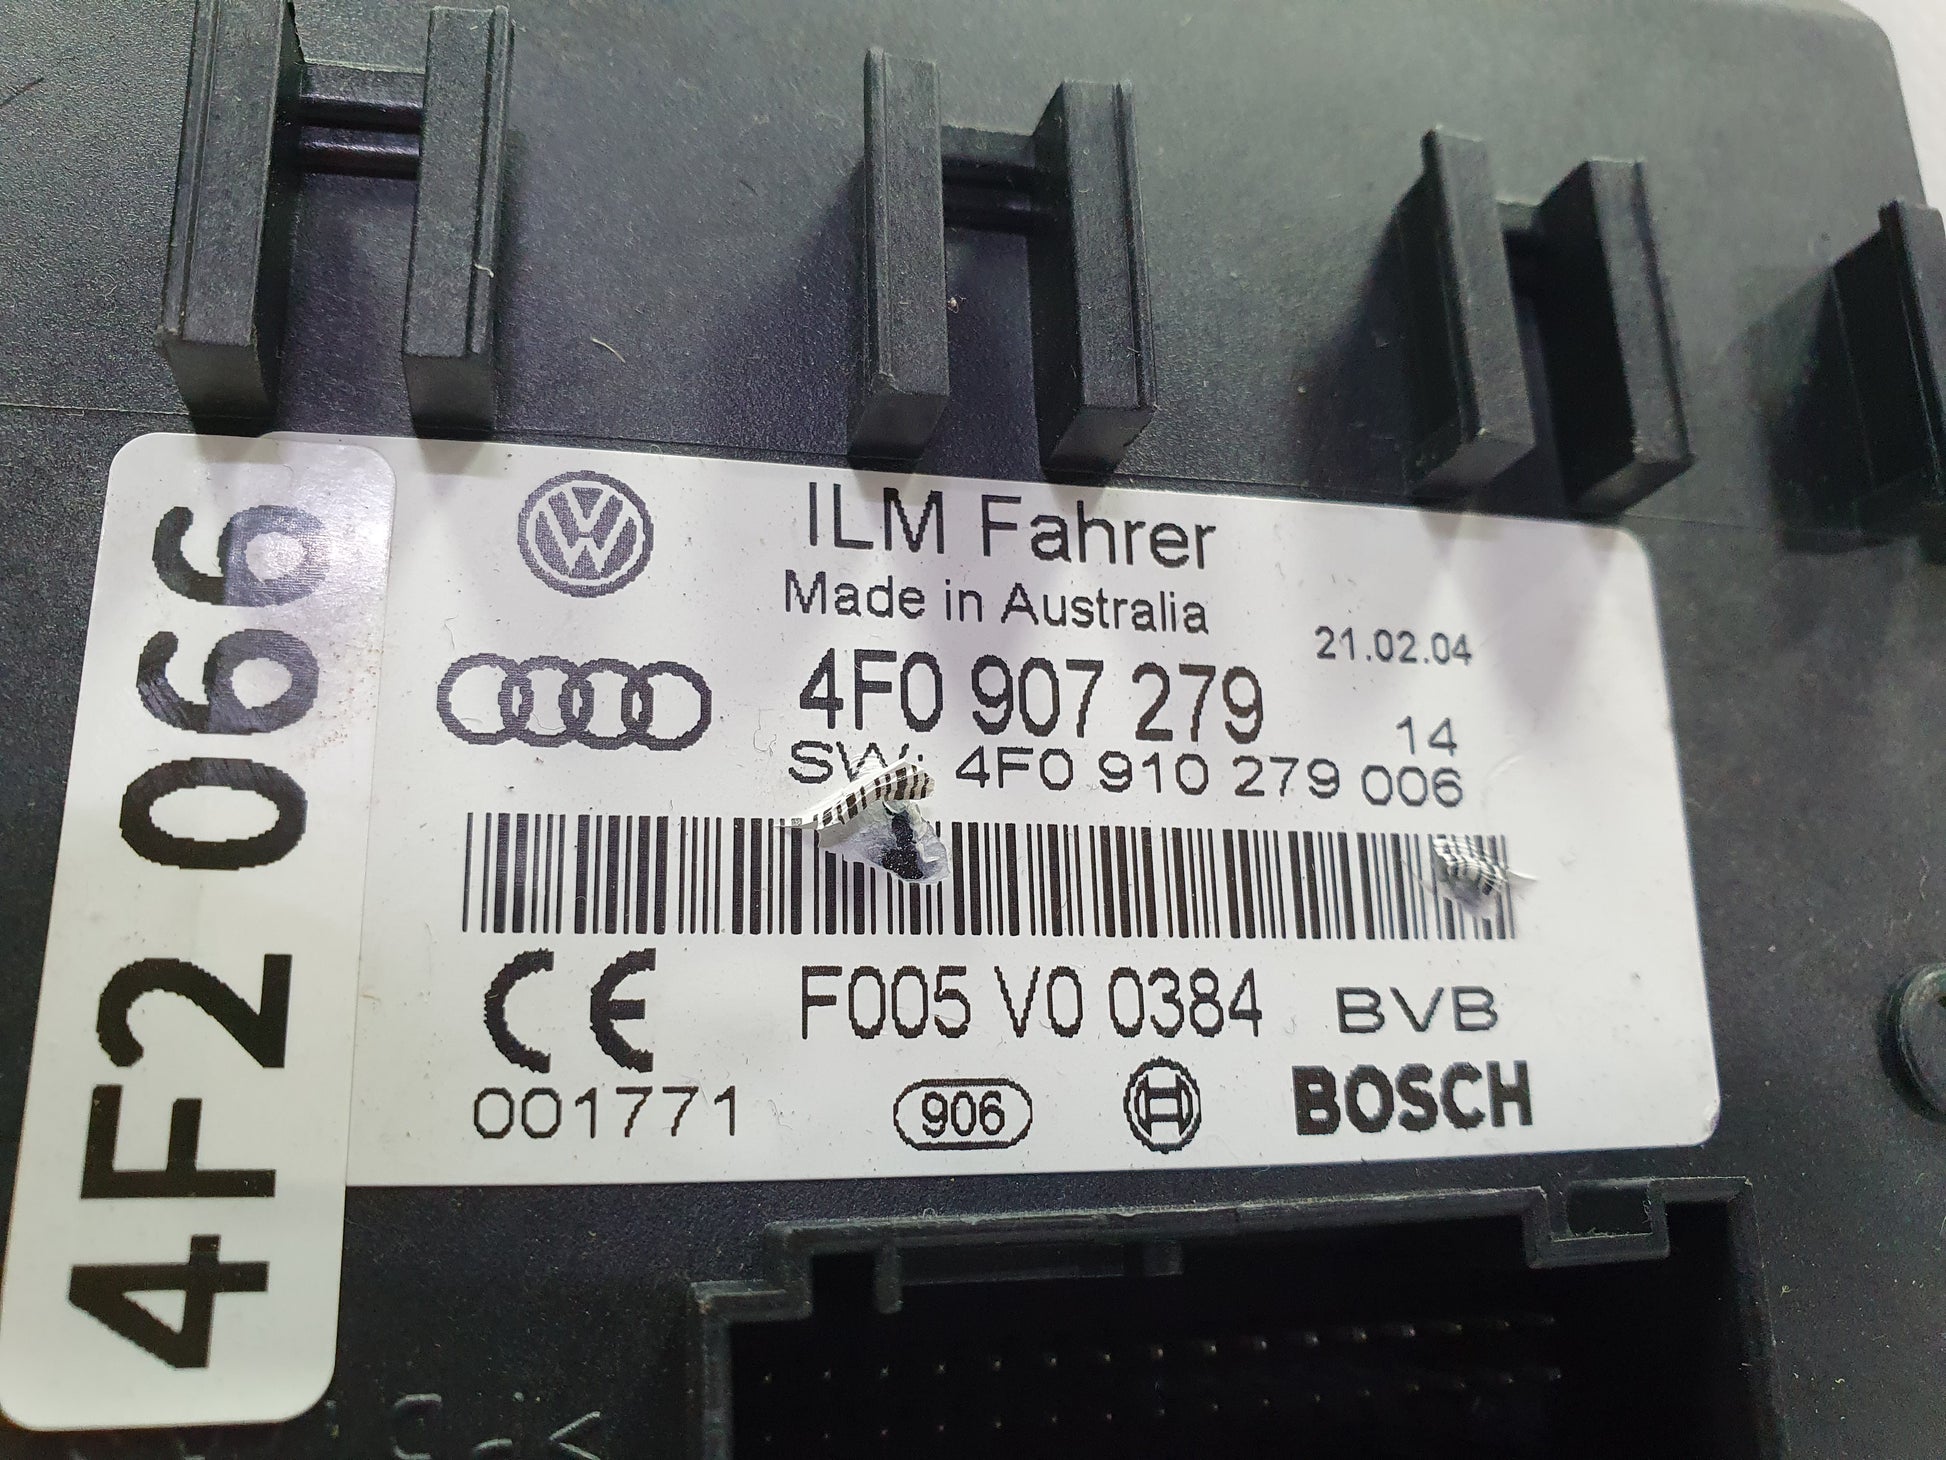 4F2 066
ILM Fahrer
Made in Australia
21.02.04
4F0 907 279
14
SW: 4F0 910 279 006
CE
F005 V0 0384 BVB
001771
906
BOSCH